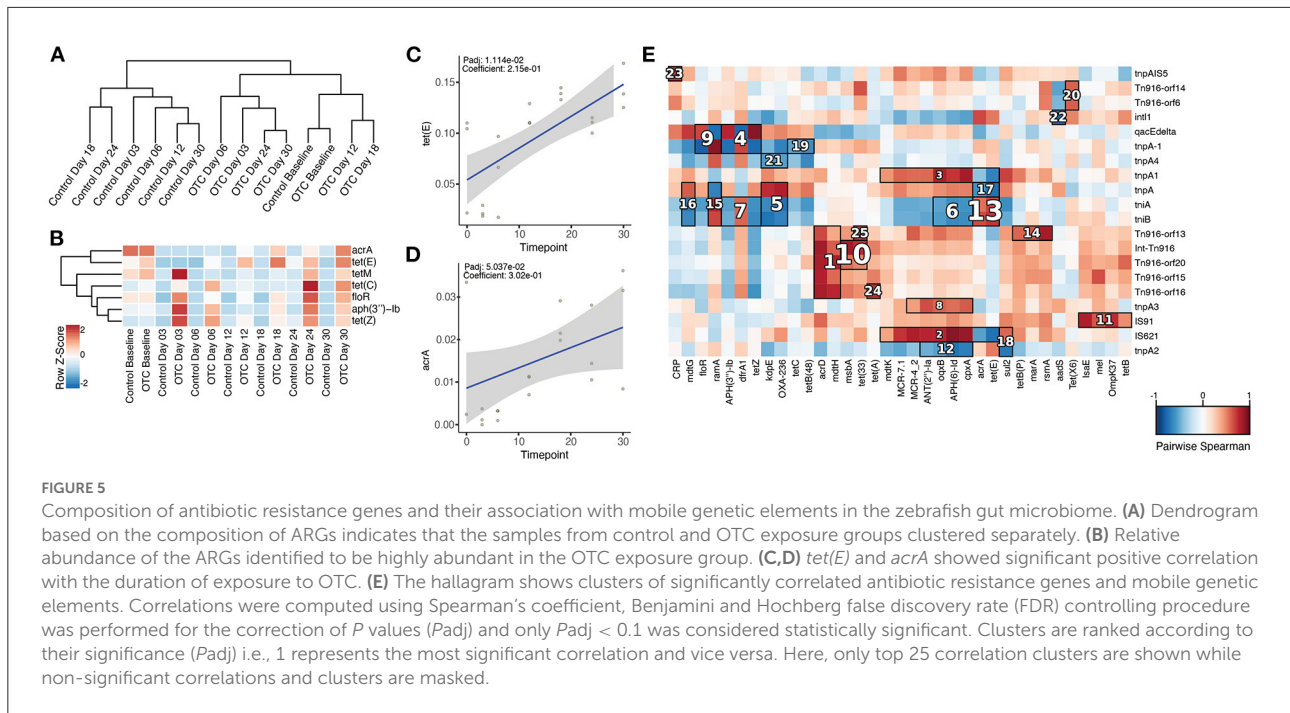 A
Control Day 18
Control Day 24
Control Day 03
Control Day 06
Control Day 12
Control Day 30
OTC Day 06
OTC Day 03
OTC Day 24
OTC Day 30
Control Baseline
OTC Baseline
OTC Day 12
OTC Day 18
B
acrA
tet(E)
tetM
tet(C)
floR
aph(3'')-Ib
tet(Z)
2
0
-2
Row Z-Score
Control Baseline
OTC Baseline
Control Day 03
OTC Day 03
Control Day 06
OTC Day 06
Control Day 12
OTC Day 12
Control Day 18
OTC Day 18
Control Day 24
OTC Day 24
Control Day 30
OTC Day 30
C
Padj: 1.114e-02
Coefficient: 2.15e-01
tet(E)
0.15
0.10
0.05
0 10 20 30
Timepoint
D
Padj: 5.037e-02
Coefficient: 3.02e-01
acrA
0.03
0.02
0.01
0.00
0 10 20 30
Timepoint
E
23
20
22
9 4 19
21
3
17
16 15 7 5 6 13
25 14
1 10
24
8
11
2 18
12
tnpAIS5
Tn916-orf14
Tn916-orf6
intI1
qacEdelta
tnpA-1
tnpA4
tnpA1
tnpA
tniA
tniB
Tn916-orf13
Int-Tn916
Tn916-orf20
Tn916-orf15
Tn916-orf16
tnpA3
IS91
IS621
tnpA2
CRP
mdtG
floR
ramA
APH(3'')-Ib
dfrA1
tetZ
kdpE
OXA-236
tetC
tetB(48)
acrD
mdtH
msbA
tet(33)
tet(A)
mdtK
MCR-7.1
MCR-4_2
ANT(2'')-Ia
oqxB
APH(6)-Id
cpxA
acrA
tet(E)
sul2
tetB(P)
marA
rsmA
aadS
Tet(X6)
lsaE
mel
OmpK37
tetB
-1 0 1
Pairwise Spearman
FIGURE 5
Composition of antibiotic resistance genes and their association with mobile genetic elements in the zebrafish gut microbiome. (A) Dendrogram
based on the composition of ARGs indicates that the samples from control and OTC exposure groups clustered separately. (B) Relative
abundance of the ARGs identified to be highly abundant in the OTC exposure group. (C,D) tet(E) and acrA showed significant positive correlation
with the duration of exposure to OTC. (E) The hallagram shows clusters of significantly correlated antibiotic resistance genes and mobile genetic
elements. Correlations were computed using Spearman's coefficient, Benjamini and Hochberg false discovery rate (FDR) controlling procedure
was performed for the correction of P values (Padj) and only Padj < 0.1 was considered statistically significant. Clusters are ranked according to
their significance (Padj) i.e., 1 represents the most significant correlation and vice versa. Here, only top 25 correlation clusters are shown while
non-significant correlations and clusters are masked.